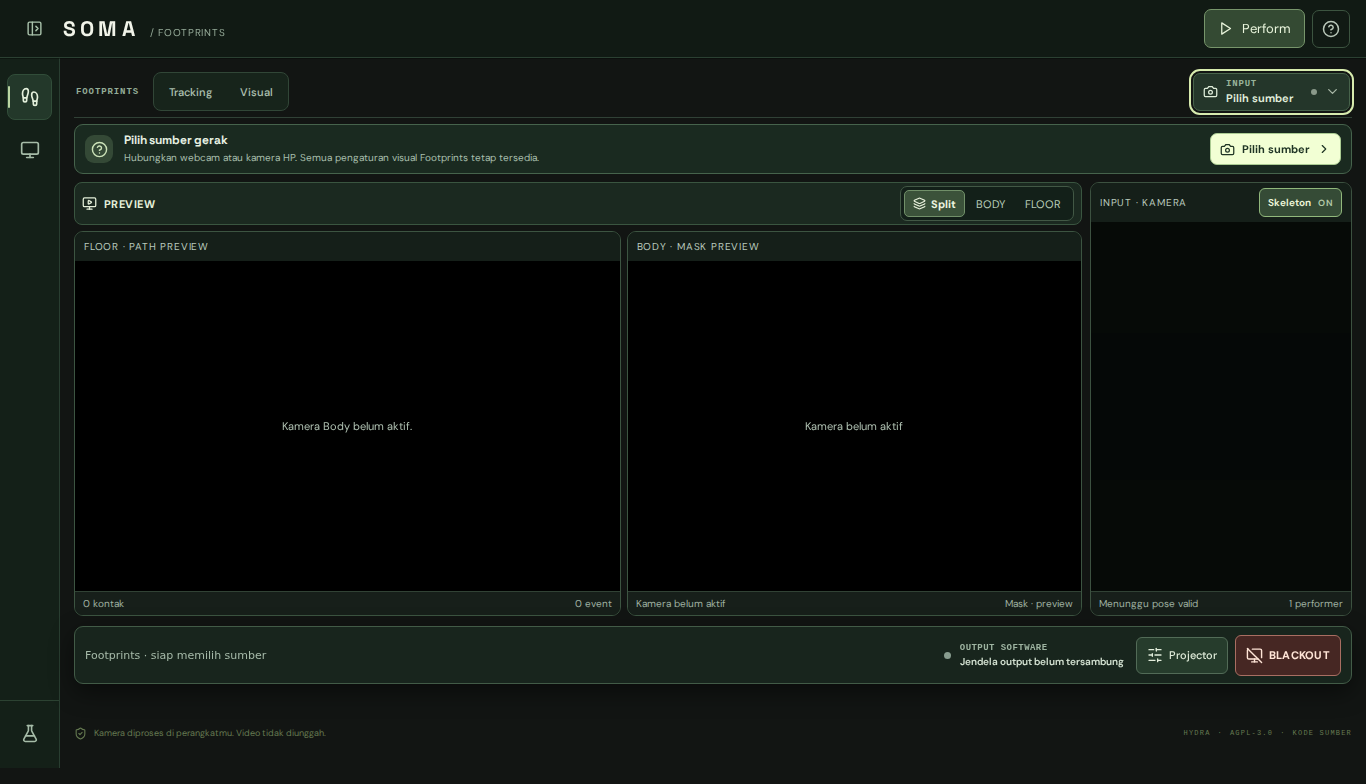 SOMA / FOOTPRINTS
Perform
FOOTPRINTS
Tracking
Visual
INPUT
Pilih sumber
Pilih sumber gerak
Hubungkan webcam atau kamera HP. Semua pengaturan visual Footprints tetap tersedia.
Pilih sumber
PREVIEW
Split
BODY
FLOOR
INPUT · KAMERA
Skeleton ON
FLOOR · PATH PREVIEW
BODY · MASK PREVIEW
Kamera Body belum aktif.
Kamera belum aktif
0 kontak
0 event
Kamera belum aktif
Mask · preview
Menunggu pose valid
1 performer
Footprints · siap memilih sumber
OUTPUT SOFTWARE
Jendela output belum tersambung
Projector
BLACKOUT
Kamera diproses di perangkatmu. Video tidak diunggah.
HYDRA · AGPL-3.0 · KODE SUMBER